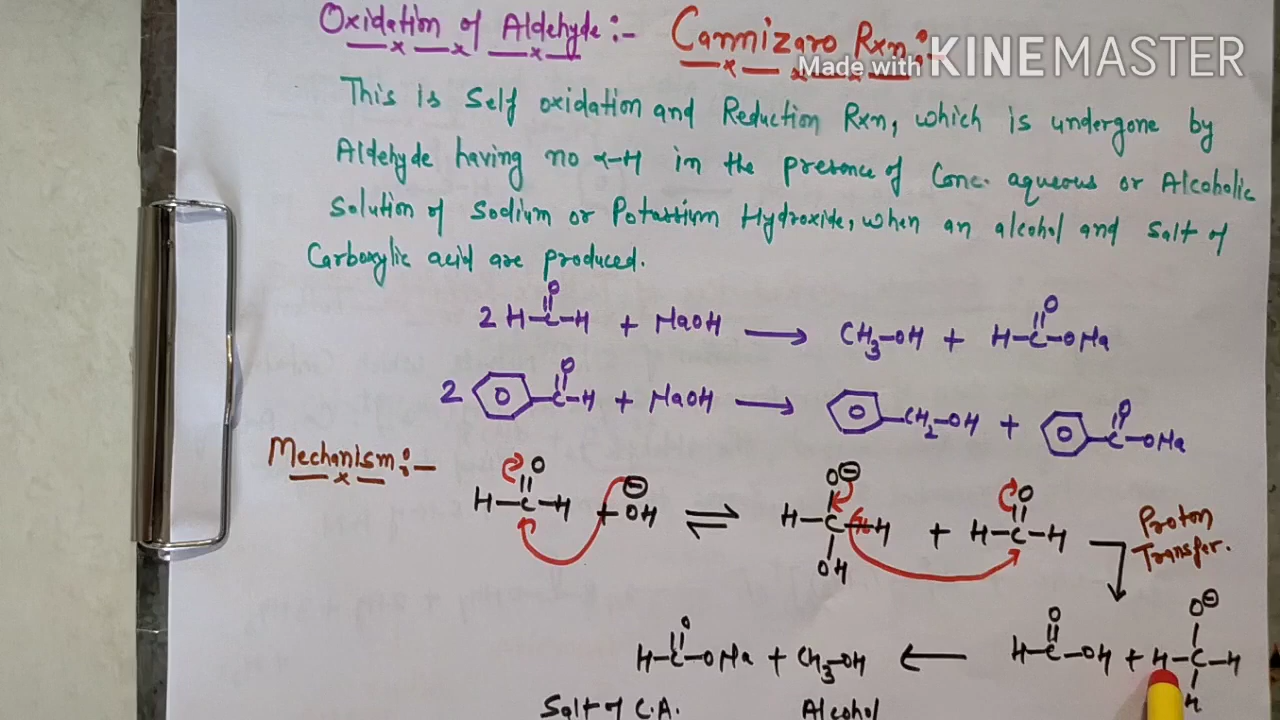 Oxidation of Aldehyde:- Cannizaro Rxn:-
Made with KINEMASTER
This is Self oxidation and Reduction Rxn, which is undergone by
Aldehyde having no α-H in the presence of Conc. aqueous or Alcoholic
Solution of Sodium or Potassium Hydroxide, when an alcohol and Salt of
Carboxylic acid are produced.
2 H-C(=O)-H + NaOH ⟶ CH₃-OH + H-C(=O)-ONa
2 ⌬-C(=O)-H + NaOH ⟶ ⌬-CH₂-OH + ⌬-C(=O)-ONa
Mechanism:-
H-C(=O)-H + ⊖OH ⇌ H-C(O⊖)(OH)-H + H-C(=O)-H
Proton
Transfer.
H-C(=O)-ONa + CH₃-OH ⟵ H-C(=O)-OH + H-C(O⊖)(H)-H
Salt of C.A. Alcohol